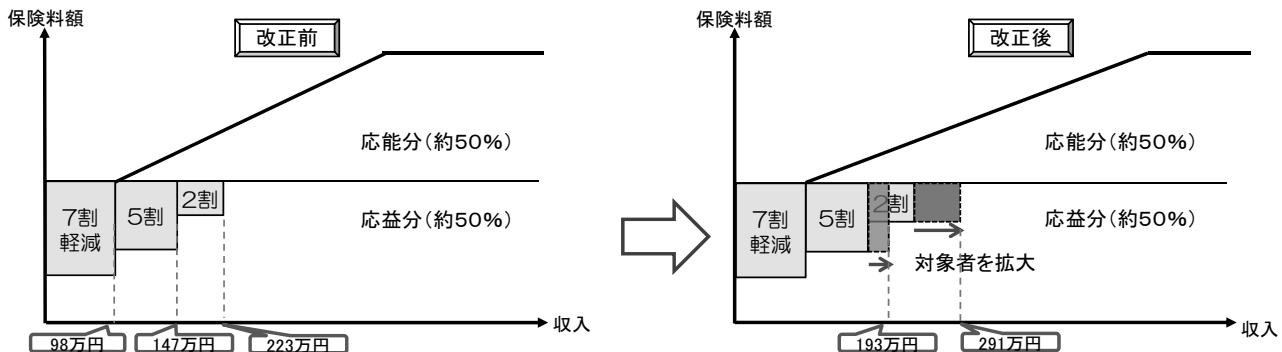 保険料額
改正前
応能分(約50%)
7割
軽減
5割
2割
応益分(約50%)
収入
98万円
147万円
223万円
保険料額
改正後
応能分(約50%)
7割
軽減
5割
2割
応益分(約50%)
対象者を拡大
収入
193万円
291万円